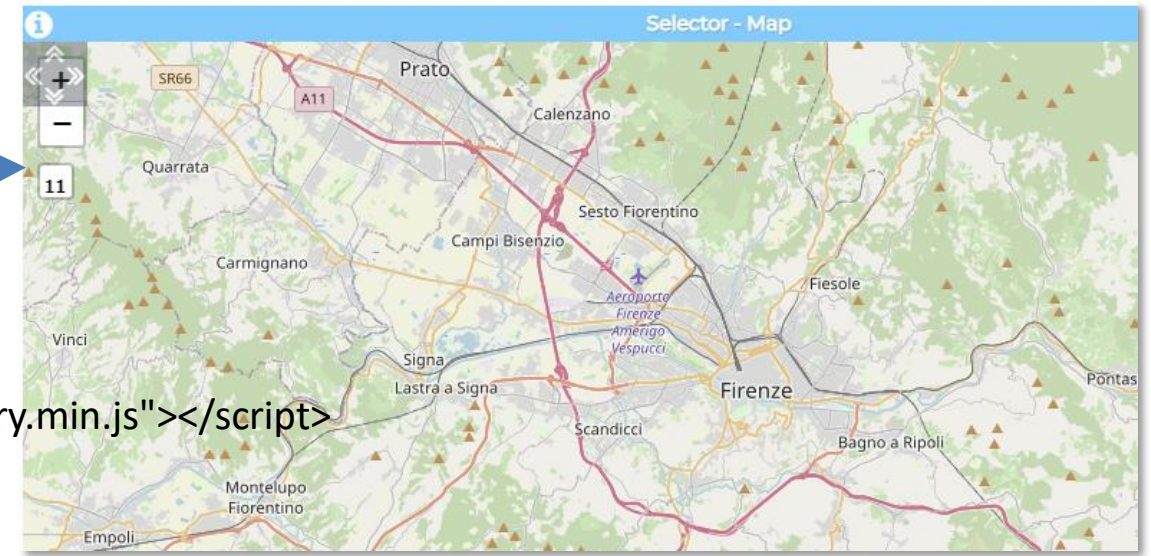 Selector - Map
Prato
SR66
A11
Calenzano
+
−
Quarrata
11
Sesto Fiorentino
Campi Bisenzio
Carmignano
Fiesole
Aeroporto
Firenze
Amerigo
Vespucci
Vinci
Signa
Lastra a Signa
Pontas
Firenze
ry.min.js"></script>
Scandicci
Bagno a Ripoli
Montelupo
Fiorentino
Empoli